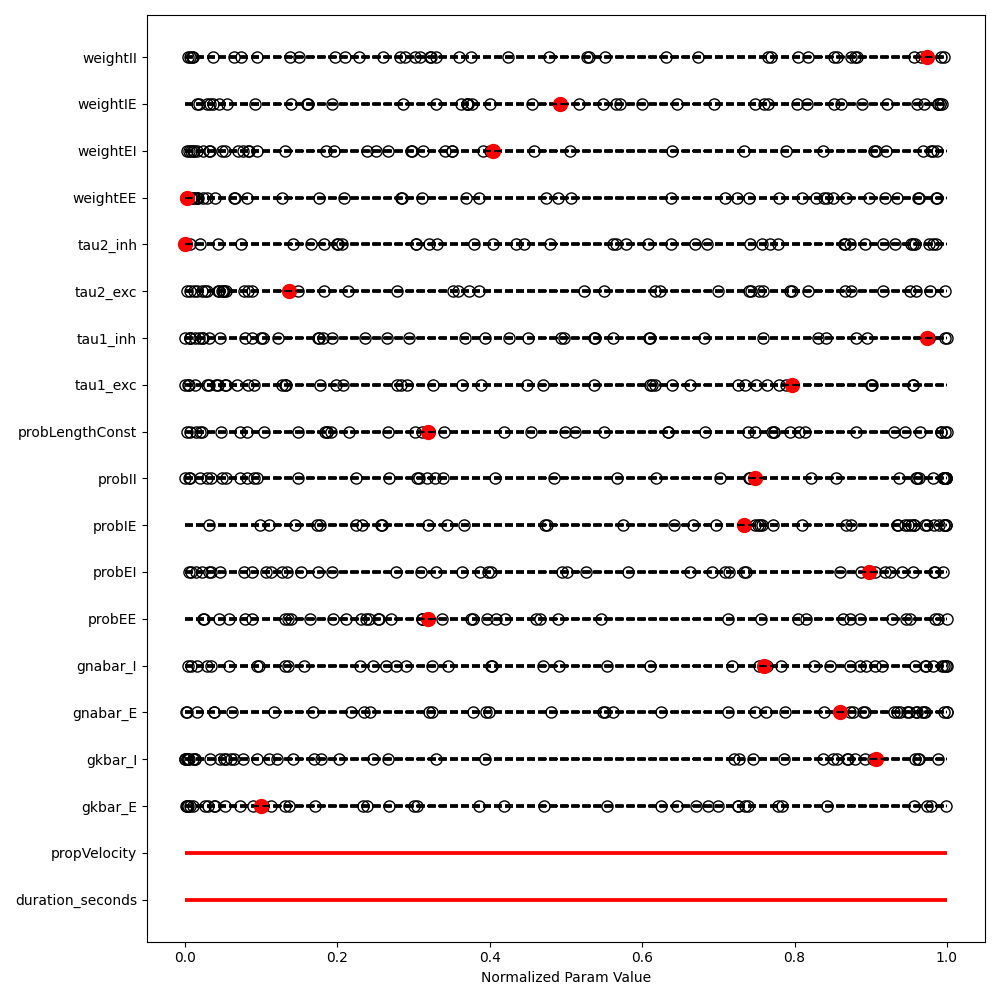 weightII
weightIE
weightEI
weightEE
tau2_inh
tau2_exc
tau1_inh
tau1_exc
probLengthConst
probII
probIE
probEI
probEE
gnabar_I
gnabar_E
gkbar_I
gkbar_E
propVelocity
duration_seconds
0.0 0.2 0.4 0.6 0.8 1.0
Normalized Param Value